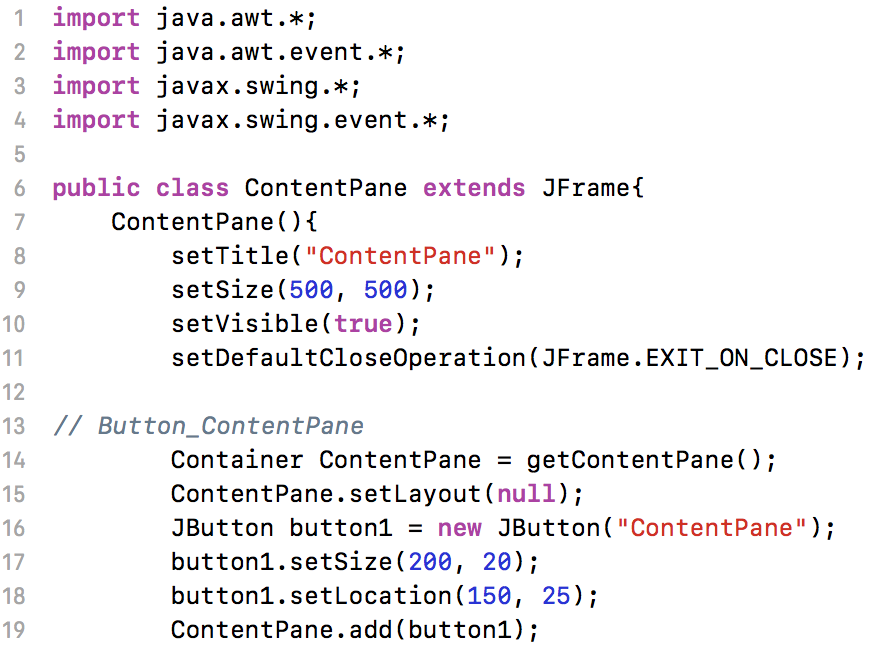 1 import java.awt.*;
2 import java.awt.event.*;
3 import javax.swing.*;
4 import javax.swing.event.*;
5
6 public class ContentPane extends JFrame{
7     ContentPane(){
8         setTitle("ContentPane");
9         setSize(500, 500);
10         setVisible(true);
11         setDefaultCloseOperation(JFrame.EXIT_ON_CLOSE);
12
13 // Button_ContentPane
14         Container ContentPane = getContentPane();
15         ContentPane.setLayout(null);
16         JButton button1 = new JButton("ContentPane");
17         button1.setSize(200, 20);
18         button1.setLocation(150, 25);
19         ContentPane.add(button1);